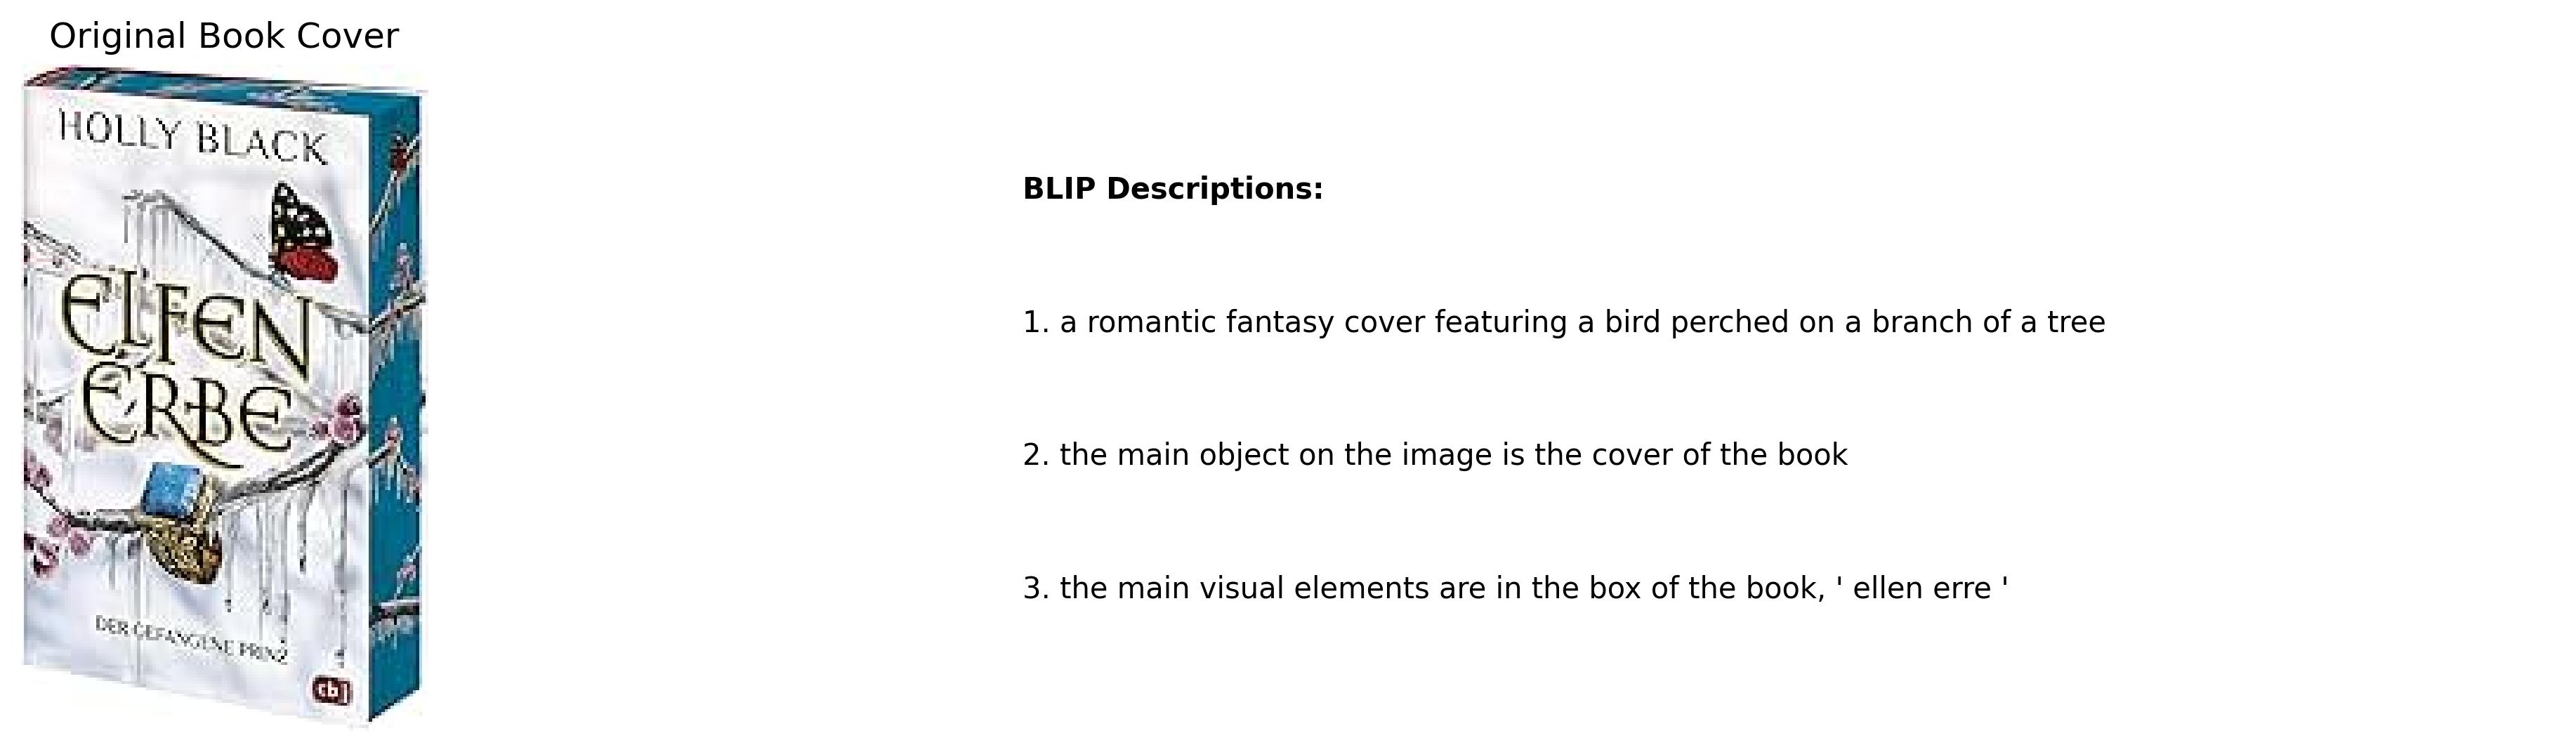 Original Book Cover
HOLLY BLACK
ELFEN
ERBE
DER GEFANGENE PRINZ
cbj
BLIP Descriptions:
1. a romantic fantasy cover featuring a bird perched on a branch of a tree
2. the main object on the image is the cover of the book
3. the main visual elements are in the box of the book, ' ellen erre '